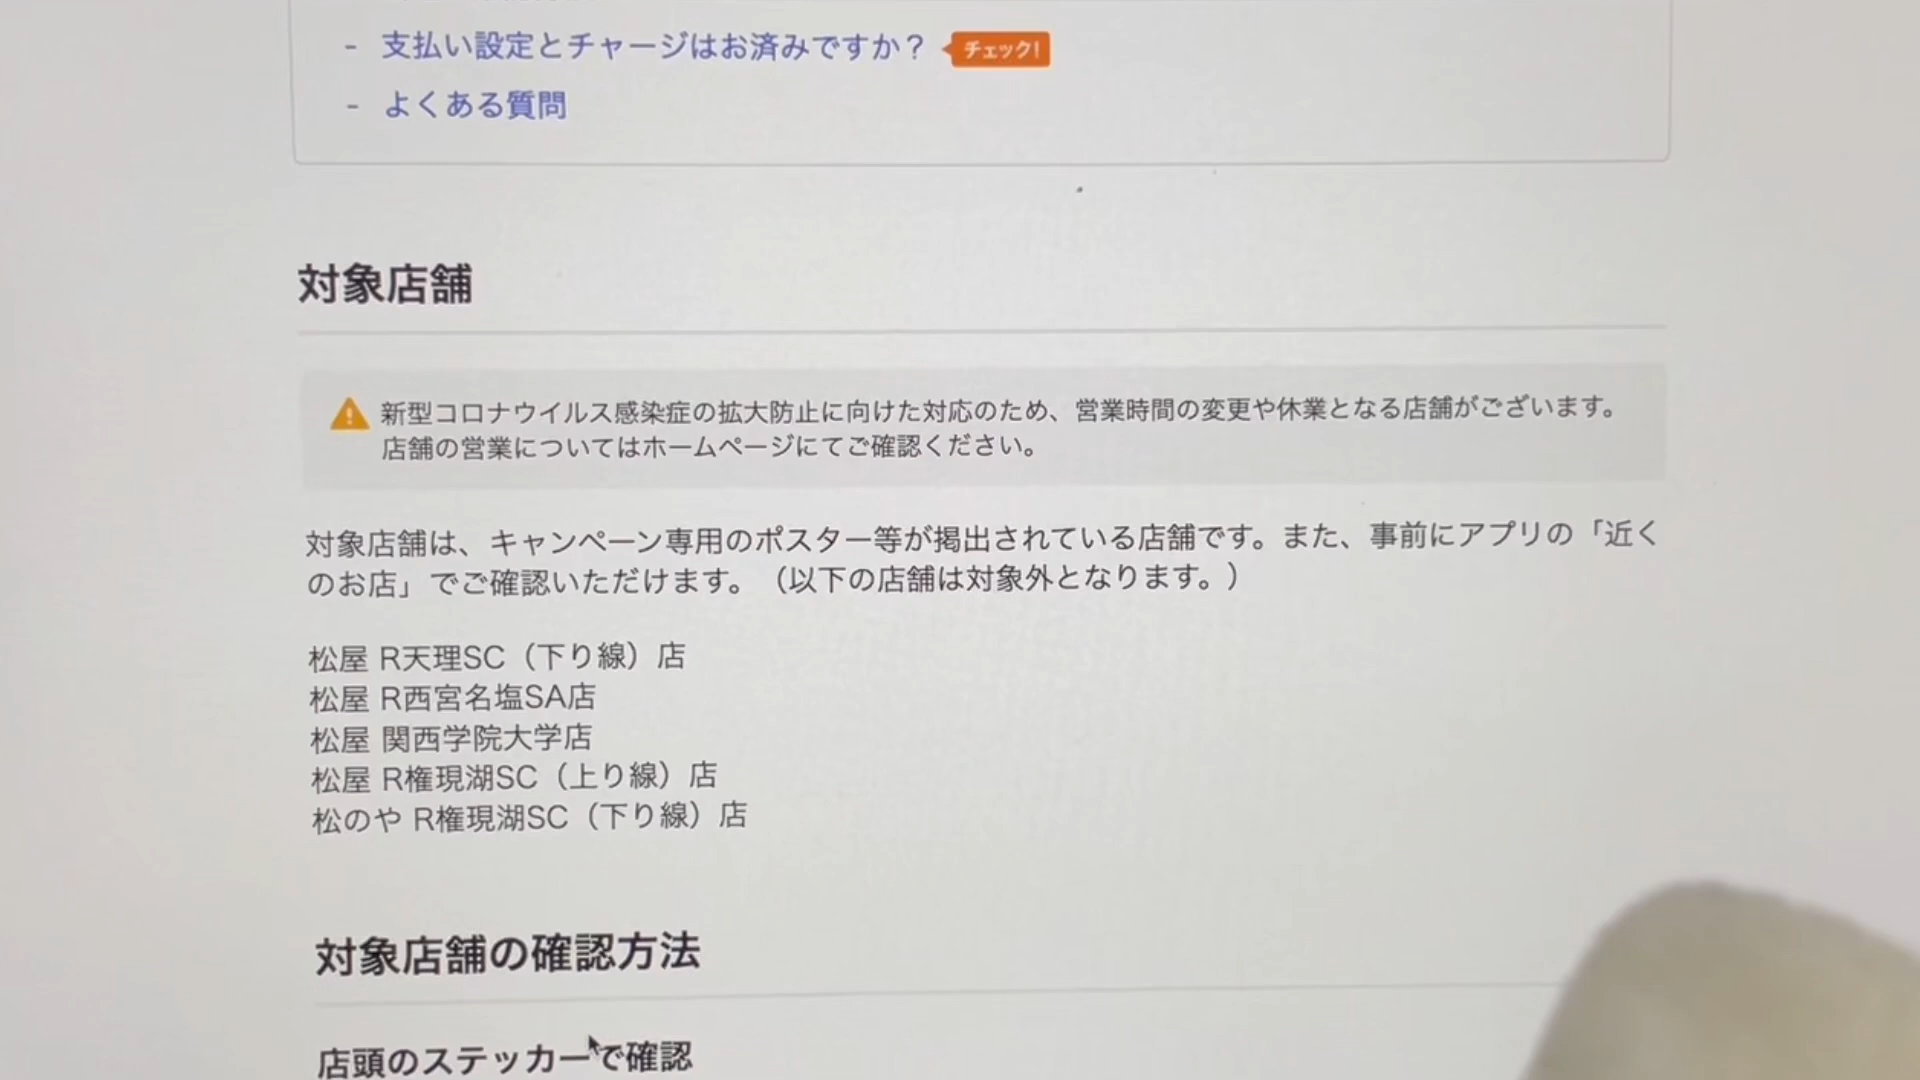 - 支払い設定とチャージはお済みですか？ チェック!
- よくある質問
対象店舗
新型コロナウイルス感染症の拡大防止に向けた対応のため、営業時間の変更や休業となる店舗がございます。
店舗の営業についてはホームページにてご確認ください。
対象店舗は、キャンペーン専用のポスター等が掲出されている店舗です。また、事前にアプリの「近く
のお店」でご確認いただけます。（以下の店舗は対象外となります。）
松屋 R天理SC（下り線）店
松屋 R西宮名塩SA店
松屋 関西学院大学店
松屋 R権現湖SC（上り線）店
松のや R権現湖SC（下り線）店
対象店舗の確認方法
店頭のステッカーで確認